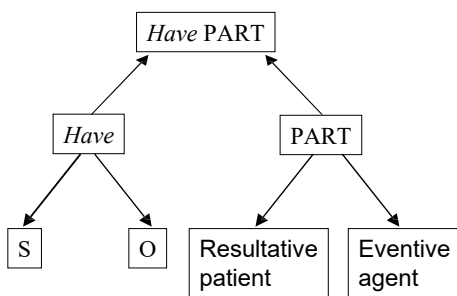 Have PART
Have
PART
S
O
Resultative
patient
Eventive
agent